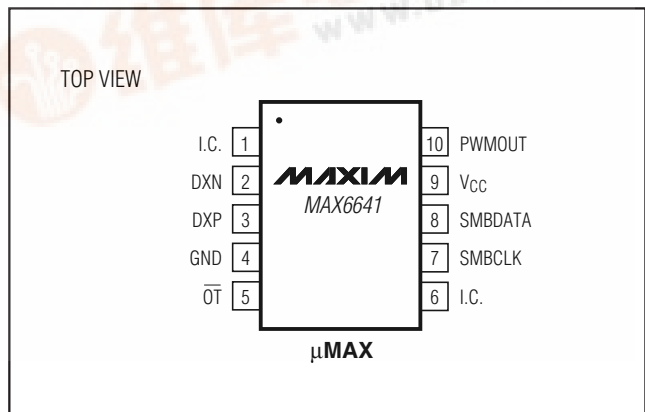 TOP VIEW
I.C. 1
DXN 2
DXP 3
GND 4
O̅T̅ 5
MAXIM
MAX6641
10 PWMOUT
9 VCC
8 SMBDATA
7 SMBCLK
6 I.C.
μMAX